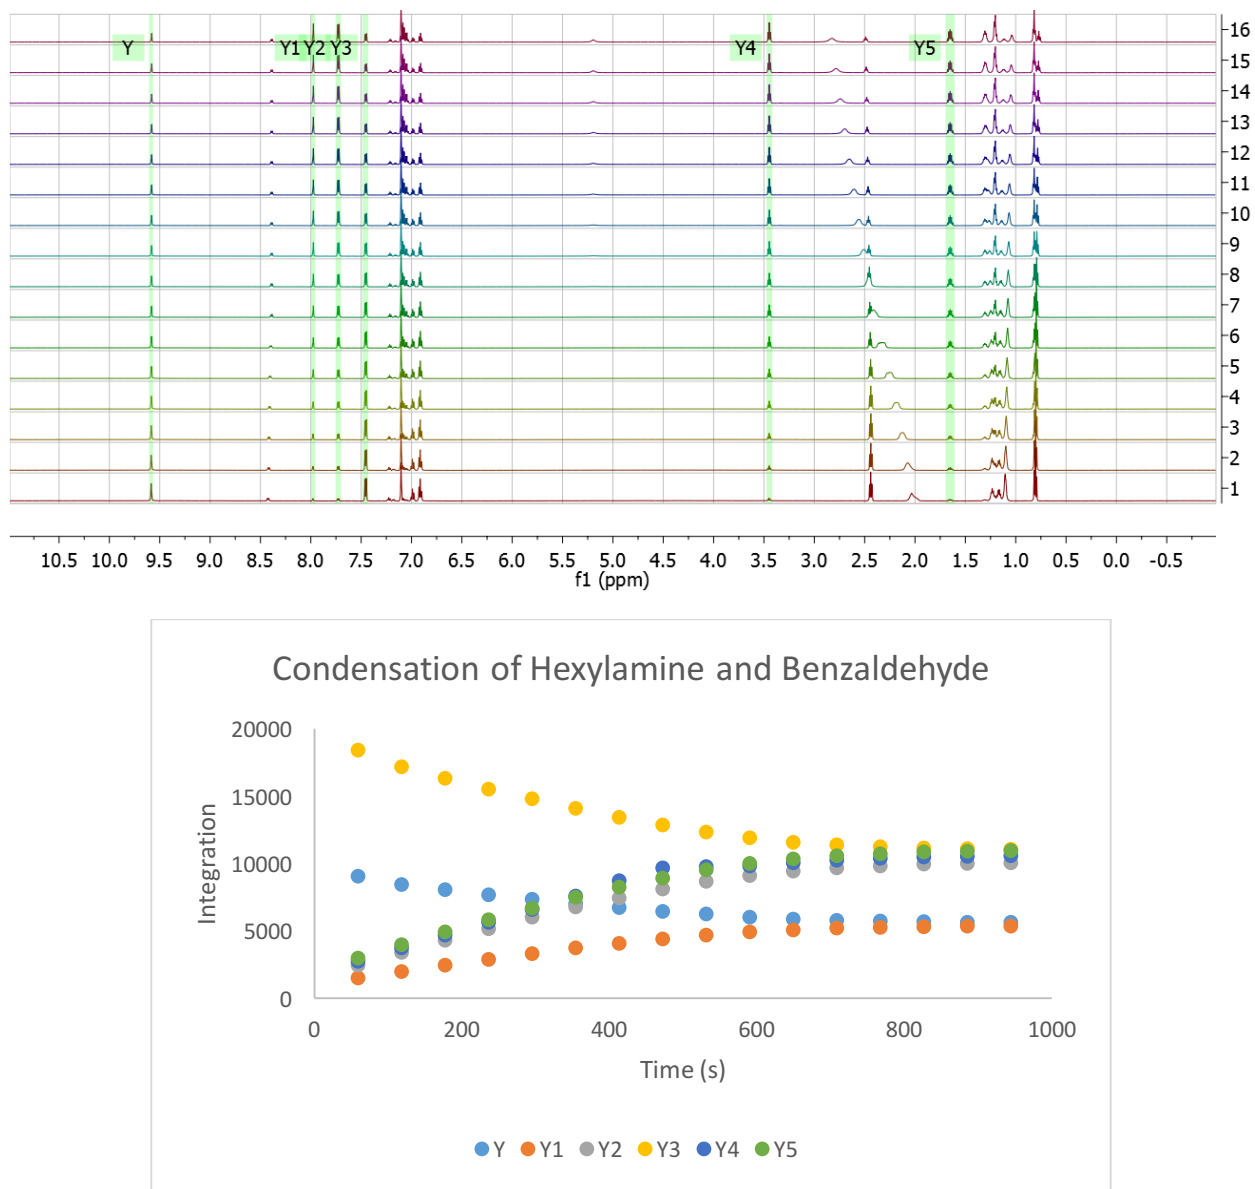 16
Y Y1 Y2 Y3 Y4 Y5
15
14
13
12
11
10
9
8
7
6
5
4
3
2
1
10.5 10.0 9.5 9.0 8.5 8.0 7.5 7.0 6.5 6.0 5.5 5.0 4.5 4.0 3.5 3.0 2.5 2.0 1.5 1.0 0.5 0.0 -0.5
f1 (ppm)
Condensation of Hexylamine and Benzaldehyde
20000
15000
10000
5000
0
Integration
0 200 400 600 800 1000
Time (s)
Y Y1 Y2 Y3 Y4 Y5